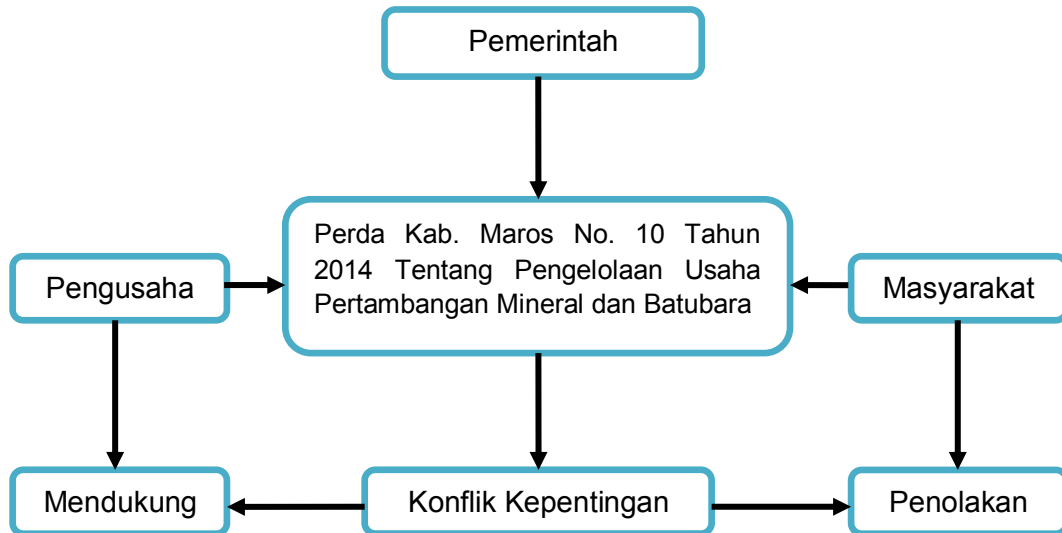 Pemerintah
Perda Kab. Maros No. 10 Tahun
2014 Tentang Pengelolaan Usaha
Pertambangan Mineral dan Batubara
Pengusaha
Masyarakat
Mendukung
Konflik Kepentingan
Penolakan